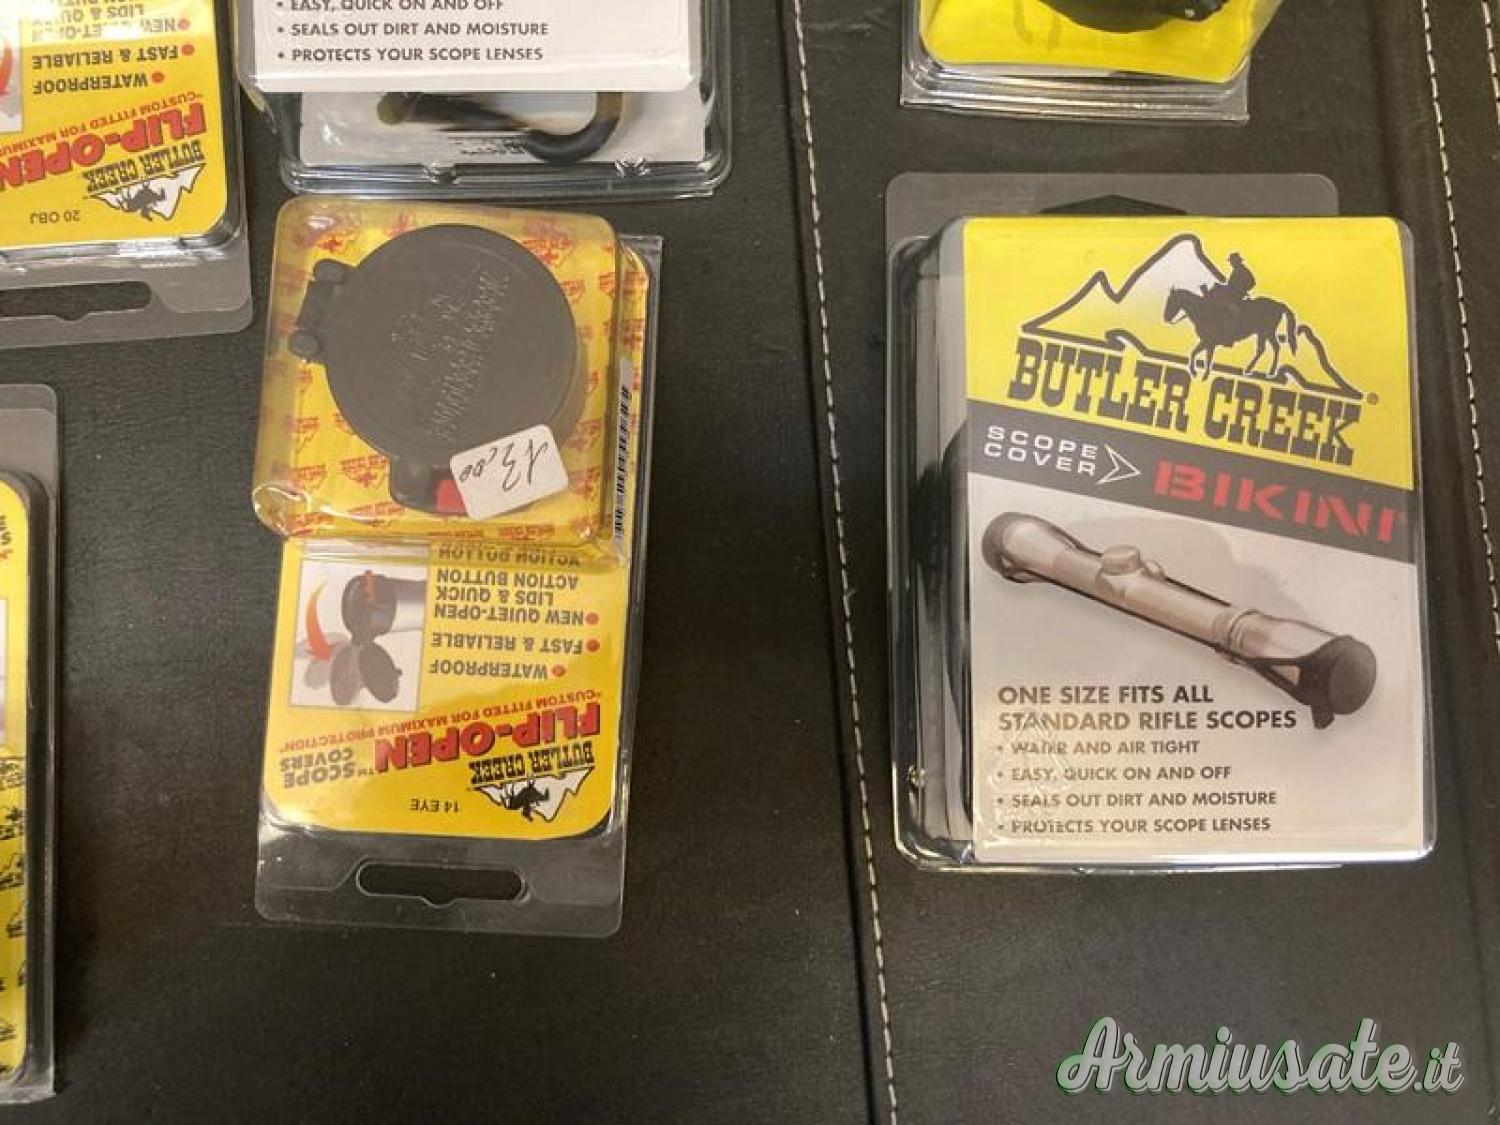 LIDS & QUICK
NEW QUIET-OPEN
FAST & RELIABLE
WATERPROOF
"CUSTOM FITTED FOR MAXIMUM
FLIP-OPEN
BUTLER CREEK
20 OBJ
• EASY, QUICK ON AND OFF
• SEALS OUT DIRT AND MOISTURE
• PROTECTS YOUR SCOPE LENSES
13,00
ACTION BUTTON
ACTION BUTTON
LIDS & QUICK
NEW QUIET-OPEN
FAST & RELIABLE
WATERPROOF
"CUSTOM FITTED FOR MAXIMUM PROTECTION"
FLIP-OPEN™ SCOPE COVERS
BUTLER CREEK
14 EYE
BUTLER CREEK®
SCOPE
COVER
BIKINI
ONE SIZE FITS ALL
STANDARD RIFLE SCOPES
• WATER AND AIR TIGHT
• EASY, QUICK ON AND OFF
• SEALS OUT DIRT AND MOISTURE
• PROTECTS YOUR SCOPE LENSES
Armiusate.it